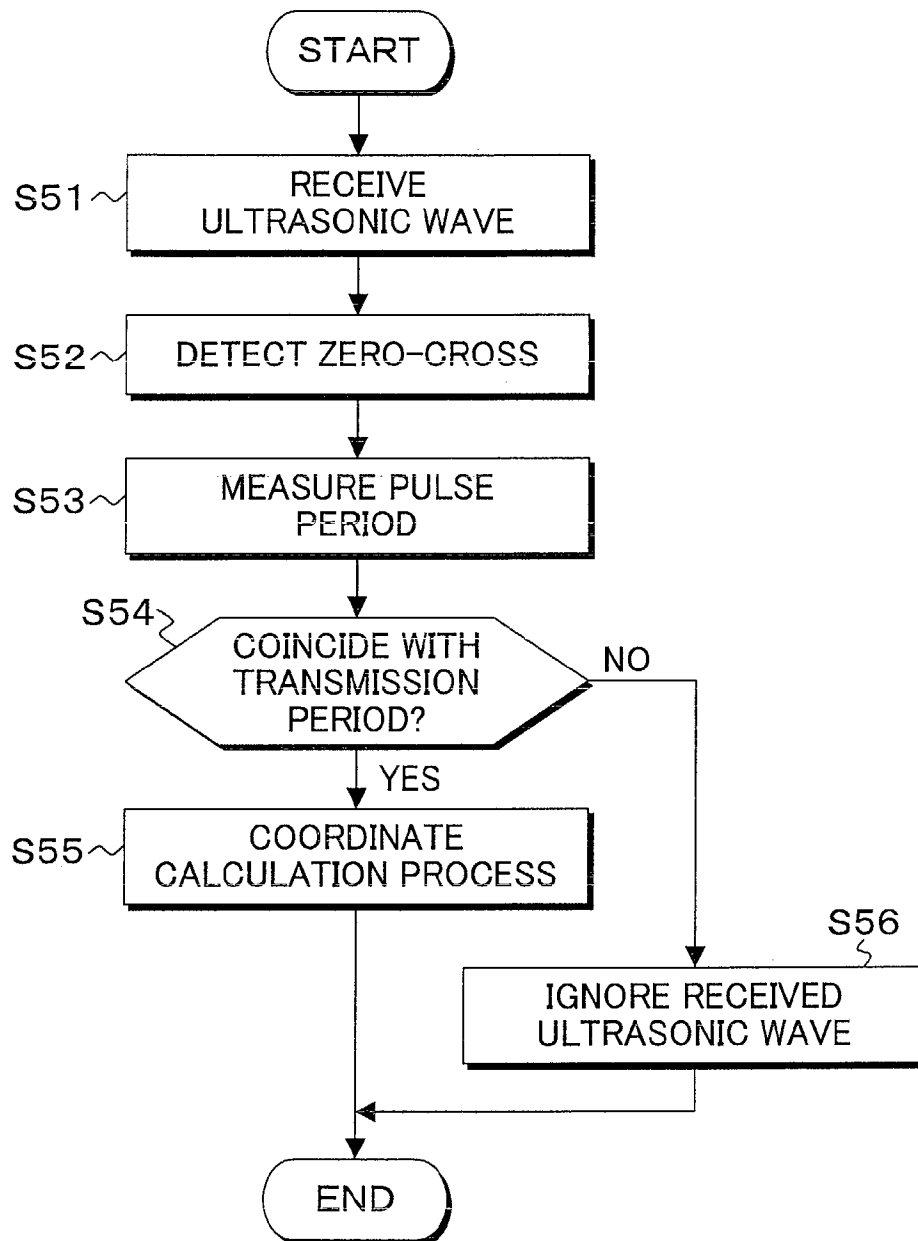 START
S51
RECEIVE
ULTRASONIC WAVE
S52
DETECT ZERO-CROSS
S53
MEASURE PULSE
PERIOD
S54
COINCIDE WITH
TRANSMISSION
PERIOD?
NO
YES
S55
COORDINATE
CALCULATION PROCESS
S56
IGNORE RECEIVED
ULTRASONIC WAVE
END